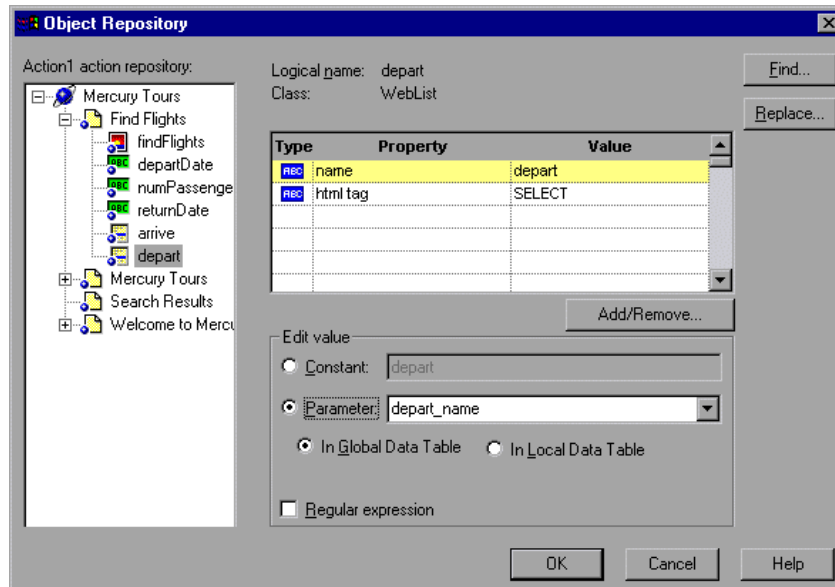 Object Repository
Action1 action repository:
Mercury Tours
Find Flights
findFlights
departDate
numPassenge
returnDate
arrive
depart
Mercury Tours
Search Results
Welcome to Mercu
Logical name: depart
Class: WebList
Type Property Value
ABC name depart
ABC html tag SELECT
Add/Remove...
Edit value
Constant: depart
Parameter: depart_name
In Global Data Table In Local Data Table
Regular expression
Find...
Replace...
OK Cancel Help